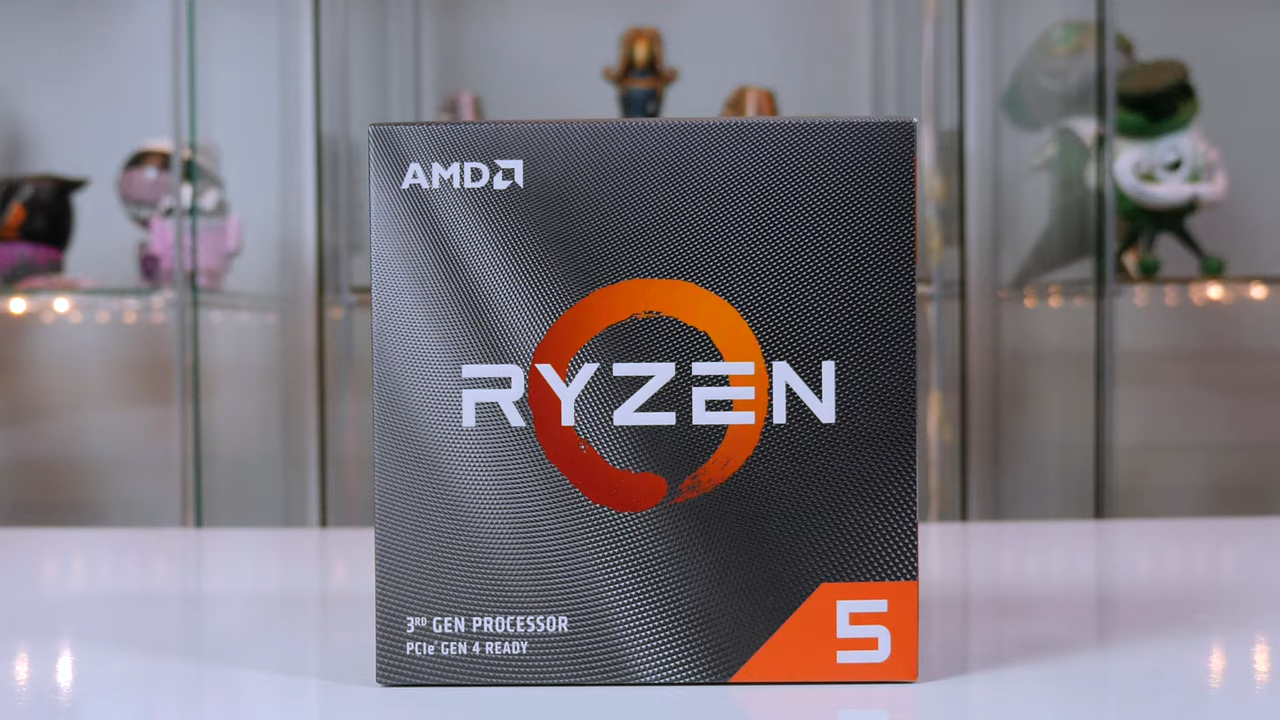 AMD
RYZEN
3RD GEN PROCESSOR
PCIe® GEN 4 READY
5